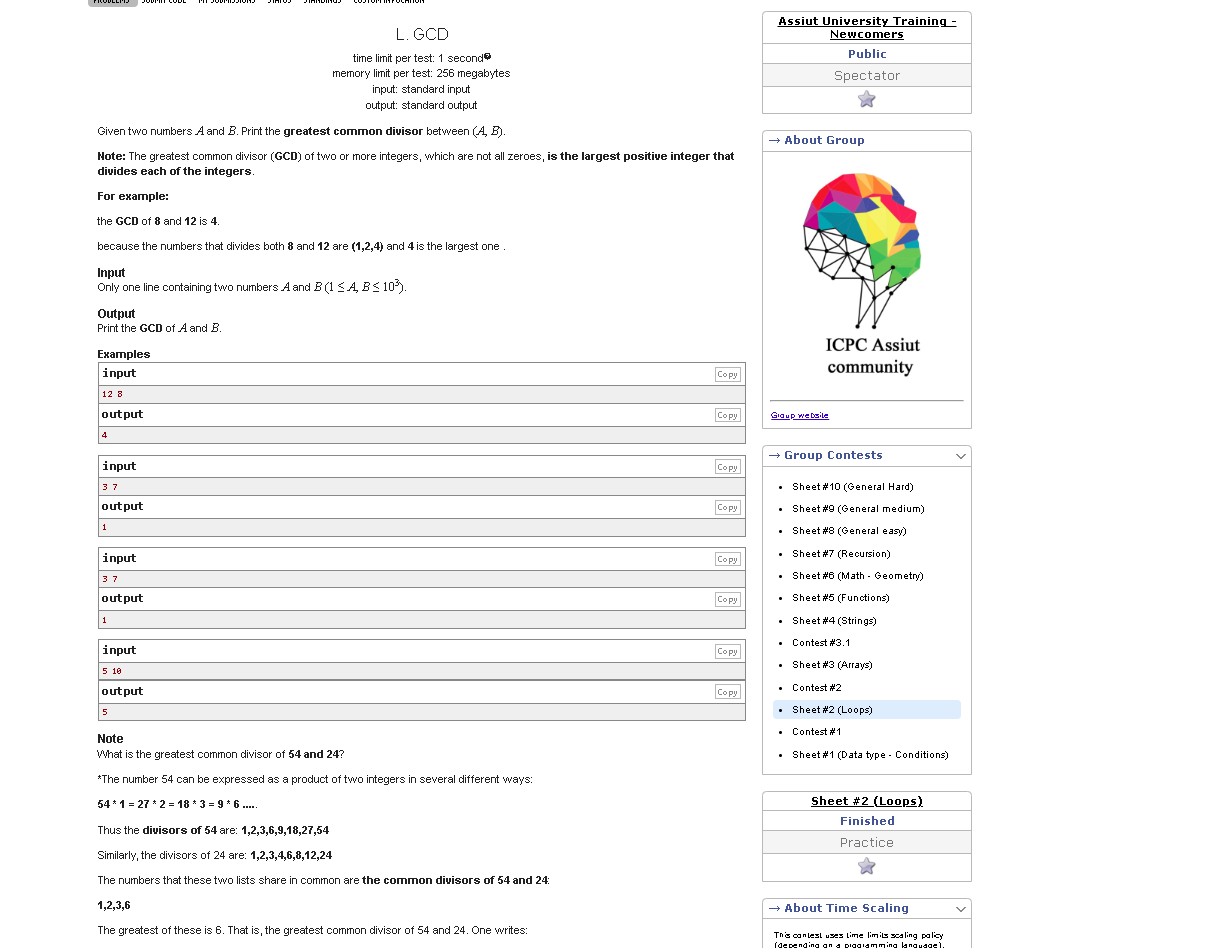 PROBLEMS SUBMIT CODE MY SUBMISSIONS STATUS STANDINGS CUSTOM INVOCATION
L. GCD
time limit per test: 1 second
memory limit per test: 256 megabytes
input: standard input
output: standard output
Given two numbers A and B. Print the greatest common divisor between (A, B).
Note: The greatest common divisor (GCD) of two or more integers, which are not all zeroes, is the largest positive integer that
divides each of the integers.
For example:
the GCD of 8 and 12 is 4.
because the numbers that divides both 8 and 12 are (1,2,4) and 4 is the largest one .
Input
Only one line containing two numbers A and B (1 ≤ A, B ≤ 10³).
Output
Print the GCD of A and B.
Examples
input
Copy
12 8
output
Copy
4
input
Copy
3 7
output
Copy
1
input
Copy
3 7
output
Copy
1
input
Copy
5 10
output
Copy
5
Note
What is the greatest common divisor of 54 and 24?
*The number 54 can be expressed as a product of two integers in several different ways:
54 * 1 = 27 * 2 = 18 * 3 = 9 * 6 .....
Thus the divisors of 54 are: 1,2,3,6,9,18,27,54
Similarly, the divisors of 24 are: 1,2,3,4,6,8,12,24
The numbers that these two lists share in common are the common divisors of 54 and 24:
1,2,3,6
The greatest of these is 6. That is, the greatest common divisor of 54 and 24. One writes:
Assiut University Training -
Newcomers
Public
Spectator
→ About Group
ICPC Assiut
community
Group website
→ Group Contests
Sheet #10 (General Hard)
Sheet #9 (General medium)
Sheet #8 (General easy)
Sheet #7 (Recursion)
Sheet #6 (Math - Geometry)
Sheet #5 (Functions)
Sheet #4 (Strings)
Contest #3.1
Sheet #3 (Arrays)
Contest #2
Sheet #2 (Loops)
Contest #1
Sheet #1 (Data type - Conditions)
Sheet #2 (Loops)
Finished
Practice
→ About Time Scaling
This contest uses time limits scaling policy
(depending on a programming language).